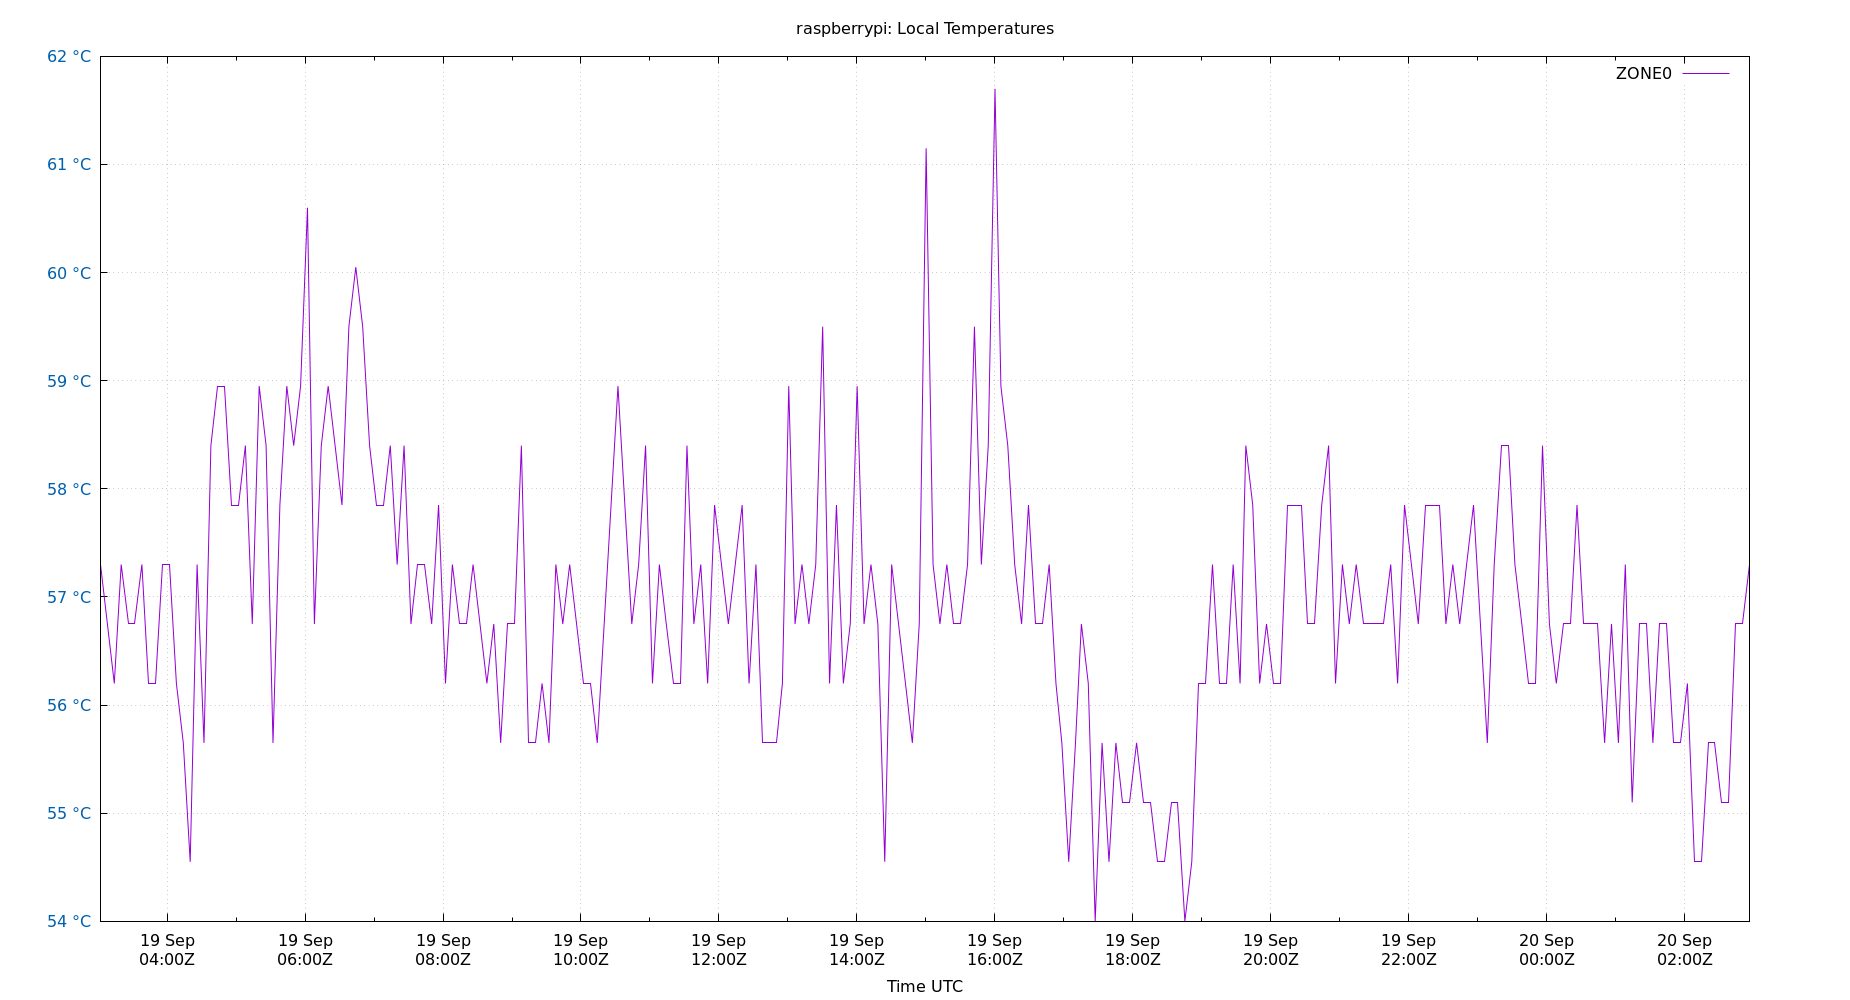 raspberrypi: Local Temperatures
62 °C
61 °C
60 °C
59 °C
58 °C
57 °C
56 °C
55 °C
54 °C
ZONE0
19 Sep
04:00Z
19 Sep
06:00Z
19 Sep
08:00Z
19 Sep
10:00Z
19 Sep
12:00Z
19 Sep
14:00Z
19 Sep
16:00Z
19 Sep
18:00Z
19 Sep
20:00Z
19 Sep
22:00Z
20 Sep
00:00Z
20 Sep
02:00Z
Time UTC